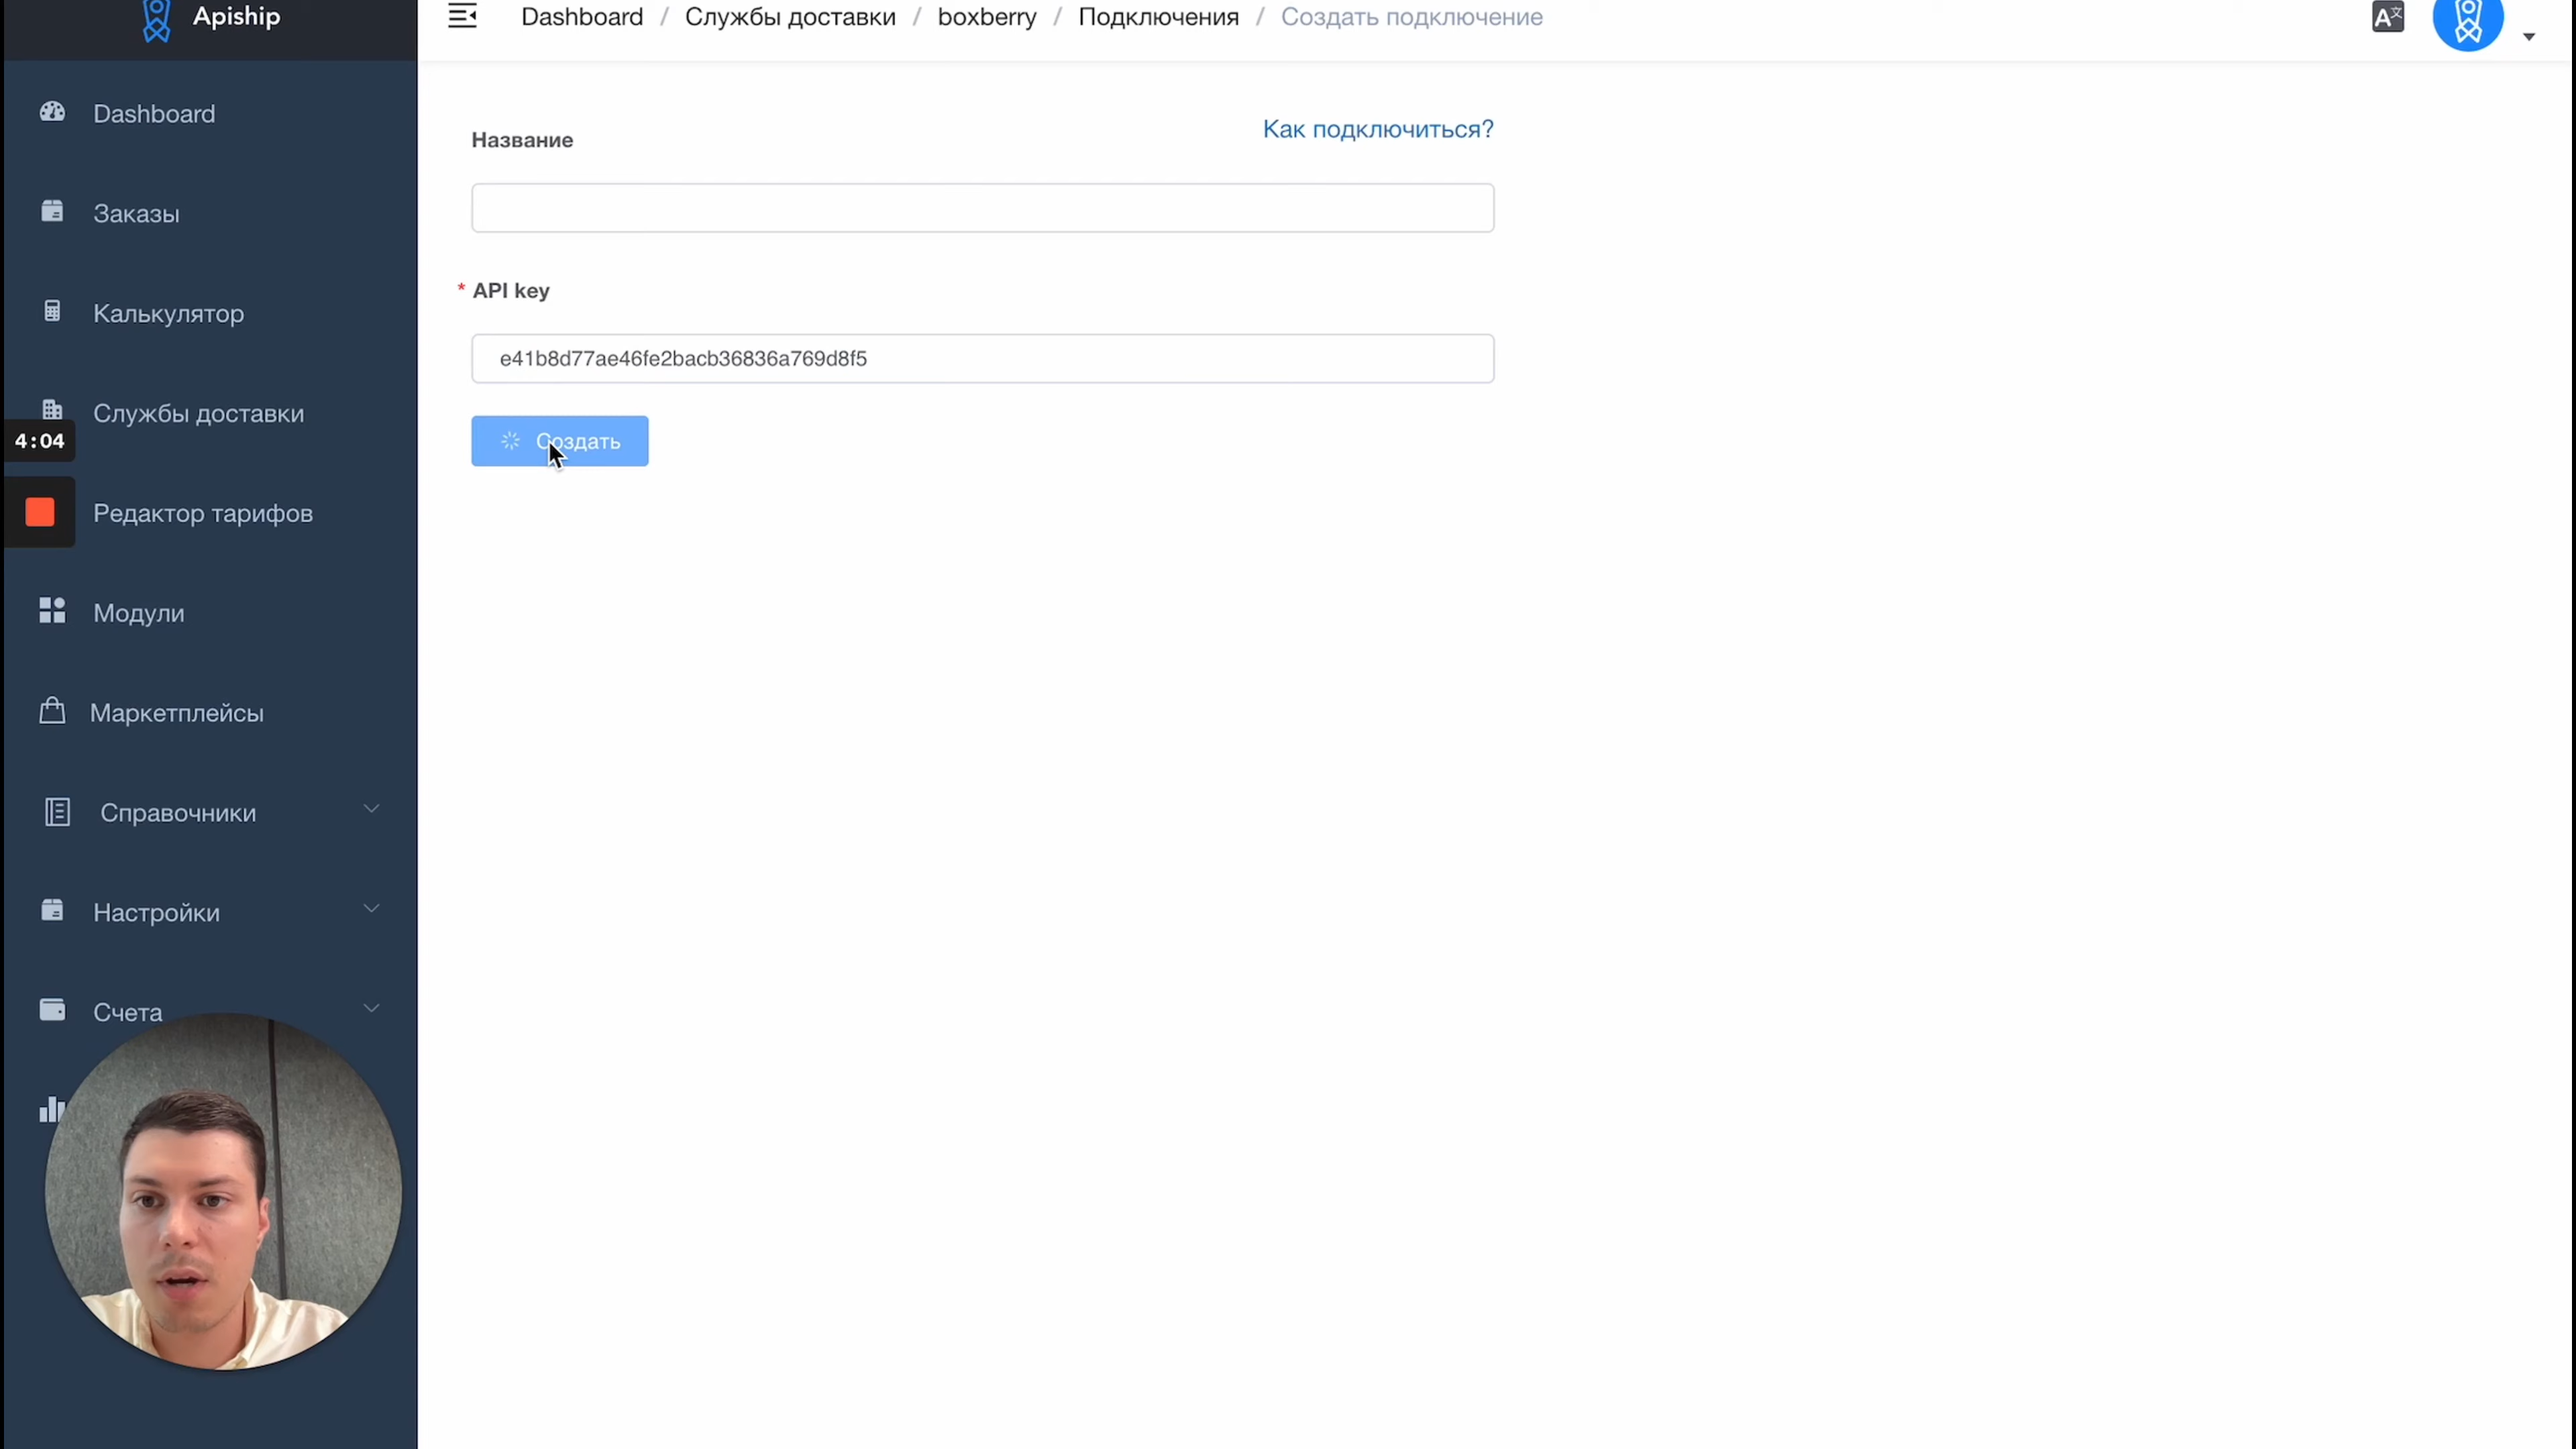 Apiship
Dashboard / Службы доставки / boxberry / Подключения / Создать подключение
Dashboard
Заказы
Калькулятор
Службы доставки
4:04
Редактор тарифов
Модули
Маркетплейсы
Справочники
Настройки
Счета
Название
Как подключиться?
* API key
e41b8d77ae46fe2bacb36836a769d8f5
Создать